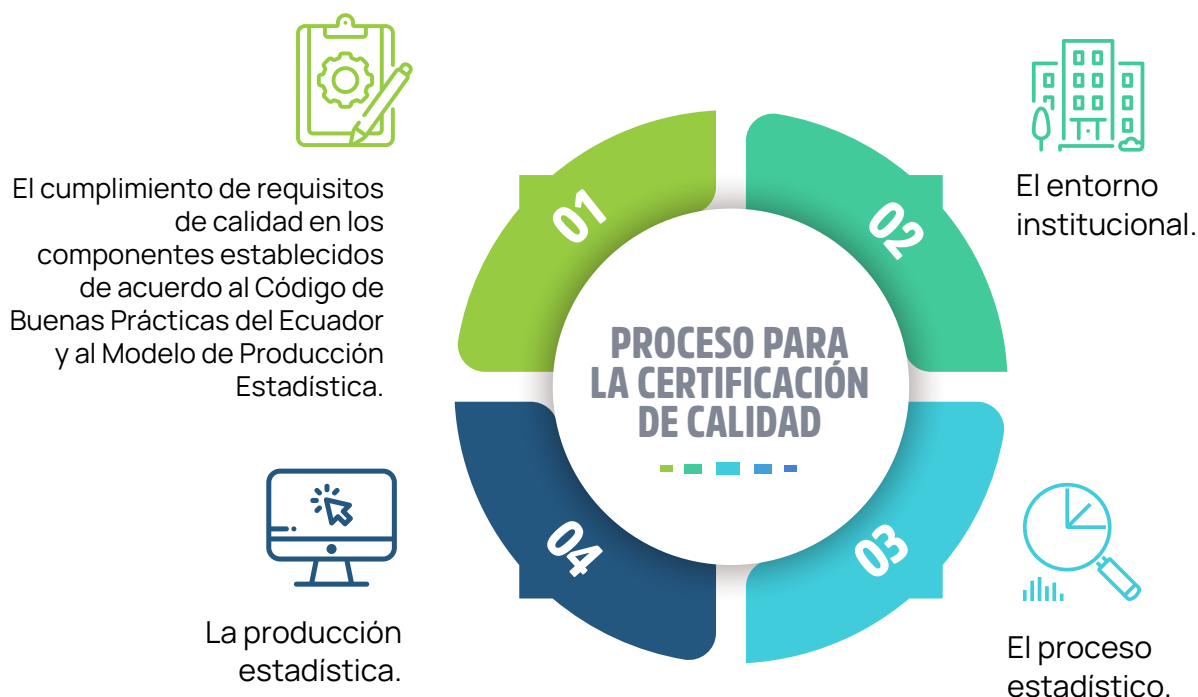 El cumplimiento de requisitos
de calidad en los
componentes establecidos
de acuerdo al Código de
Buenas Prácticas del Ecuador
y al Modelo de Producción
Estadística.
01
02
El entorno
institucional.
PROCESO PARA
LA CERTIFICACIÓN
DE CALIDAD
03
El proceso
estadístico.
04
La producción
estadística.